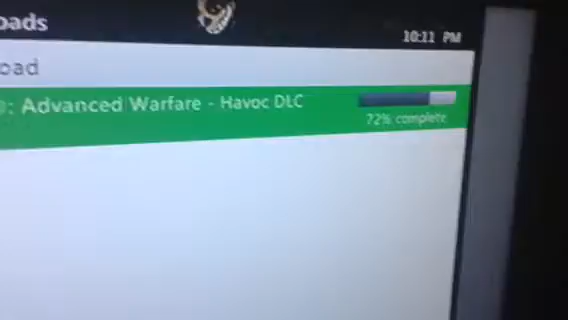 oads
10:11 PM
oad
: Advanced Warfare - Havoc DLC
72% complete